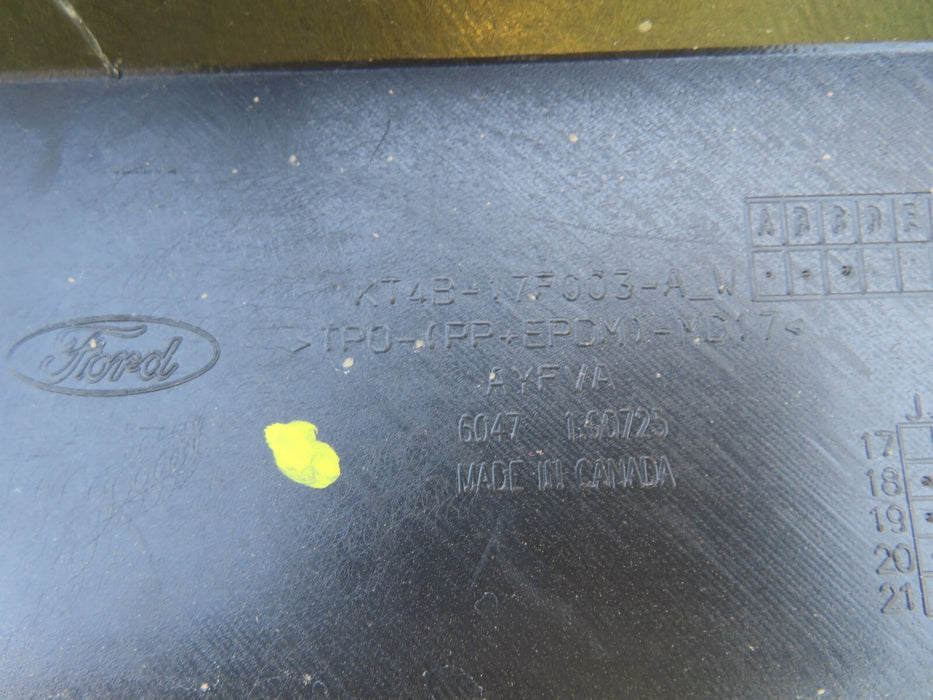 A B C D E
KT4B-17F003-A_W
Ford
>TPO-(PP+EPDM)-MD17<
AYFVA
6047
MADE IN CANADA
J
17
18
19
20
21